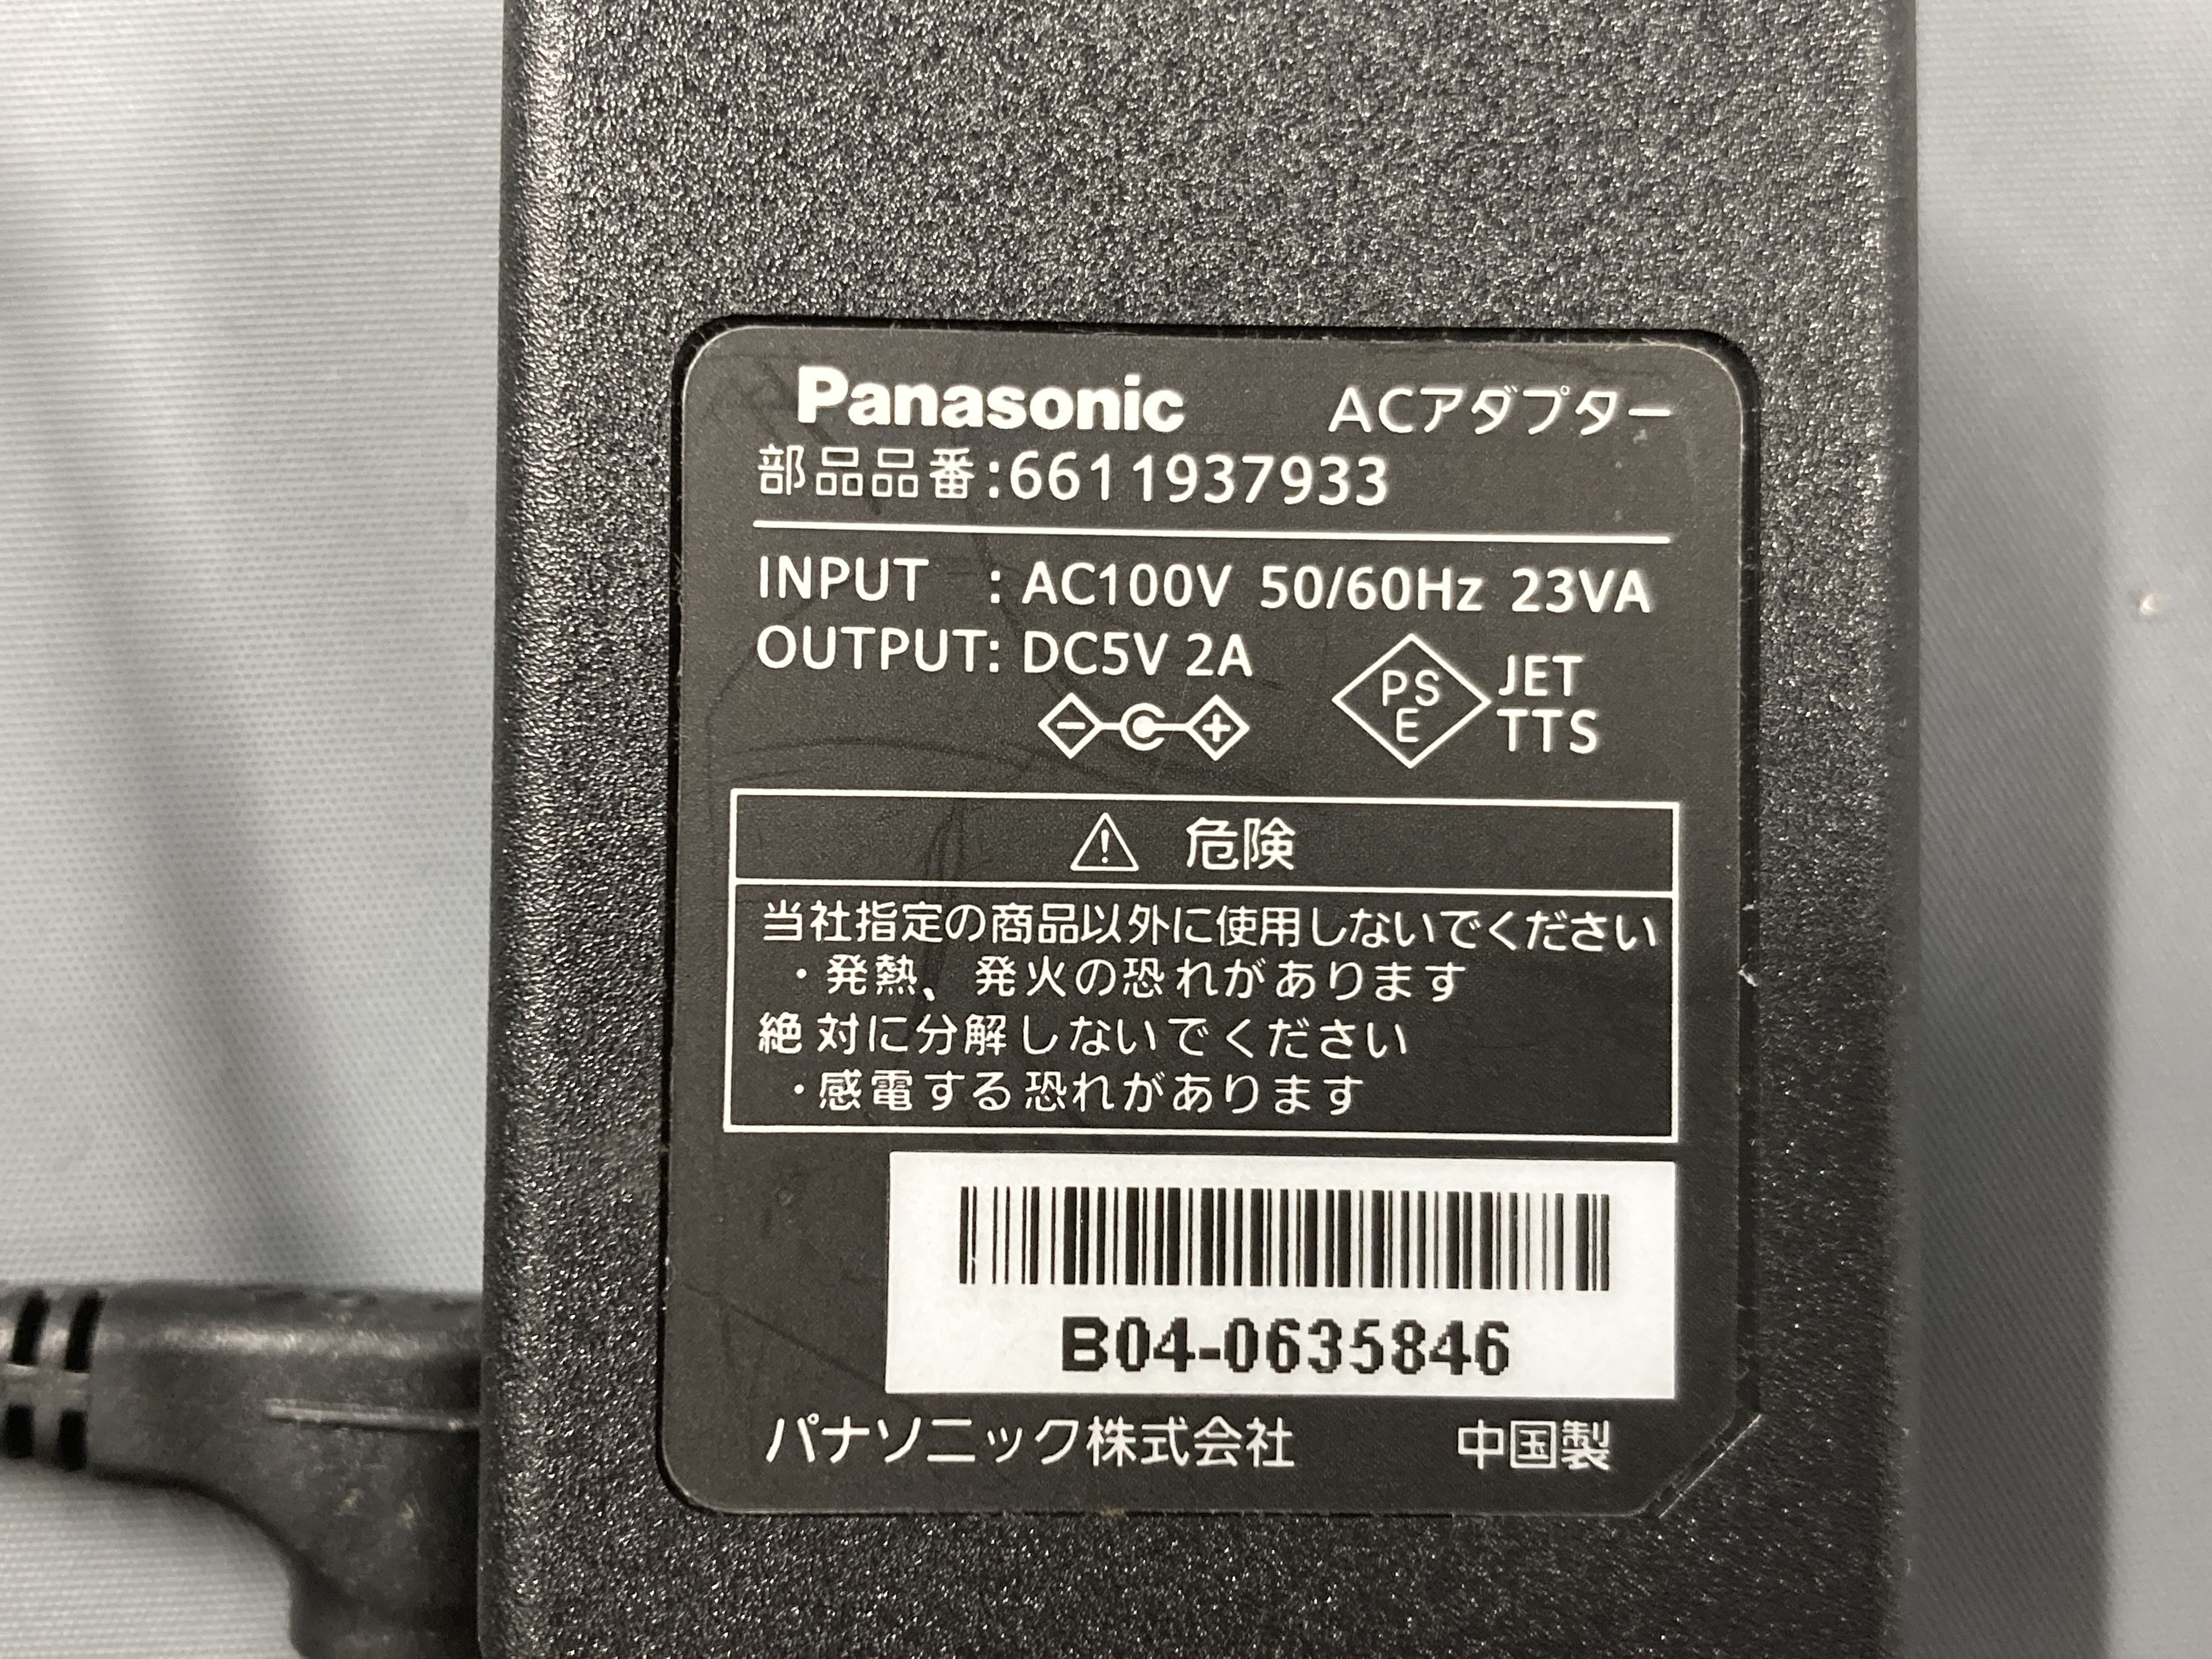 Panasonic ACアダプター
部品品番:6611937933
INPUT : AC100V 50/60Hz 23VA
OUTPUT: DC5V 2A
PS
E
JET
TTS
危険
当社指定の商品以外に使用しないでください
・発熱、発火の恐れがあります
絶対に分解しないでください
・感電する恐れがあります
B04-0635846
パナソニック株式会社 中国製